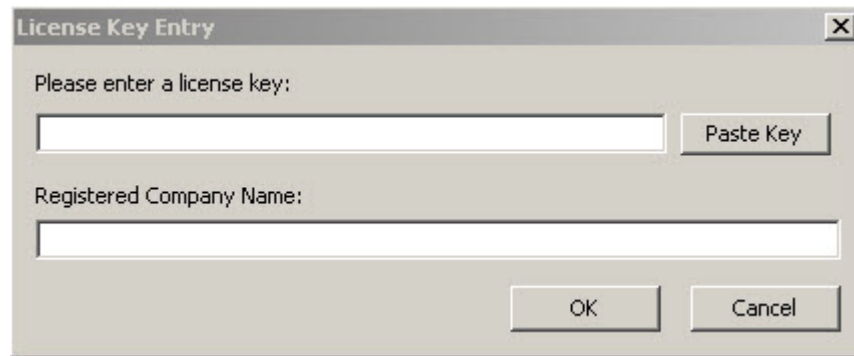 License Key Entry
Please enter a license key:
Paste Key
Registered Company Name:
OK Cancel